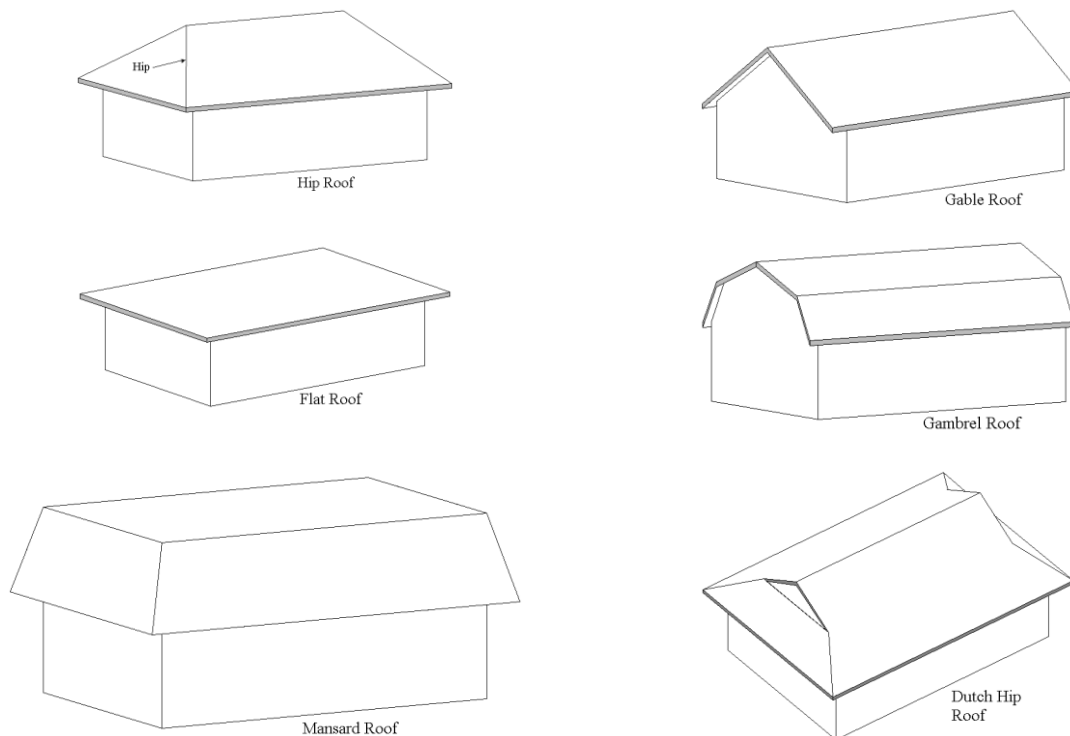 Hip
Hip Roof
Gable Roof
Flat Roof
Gambrel Roof
Mansard Roof
Dutch Hip
Roof